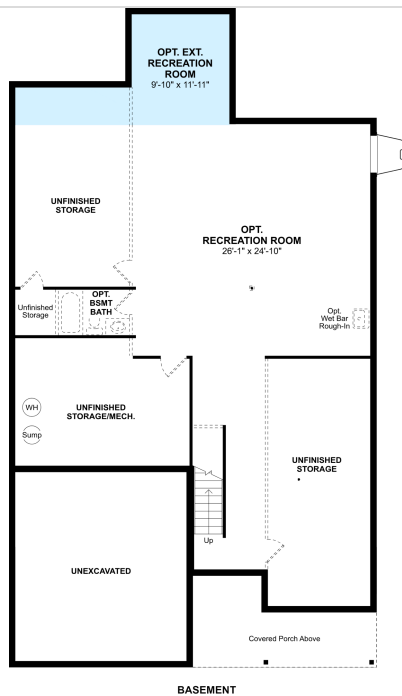 OPT. EXT.
RECREATION
ROOM
9'-10" x 11'-11"
UNFINISHED
STORAGE
OPT.
RECREATION ROOM
26'-1" x 24'-10"
OPT.
BSMT
BATH
Unfinished
Storage
Opt.
Wet Bar
Rough-In
WH
Sump
UNFINISHED
STORAGE/MECH.
UNFINISHED
STORAGE
Up
UNEXCAVATED
Covered Porch Above
BASEMENT